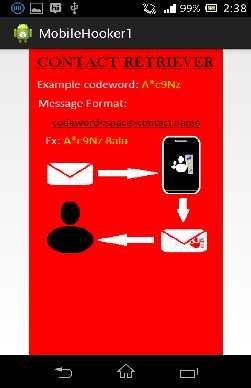 99% 2:38
MobileHooker1
CONTACT RETRIEVER
Example codeword: A*c9Nz
Message Format:
codeword<space>contact name
Ex: A*c9Nz Balu